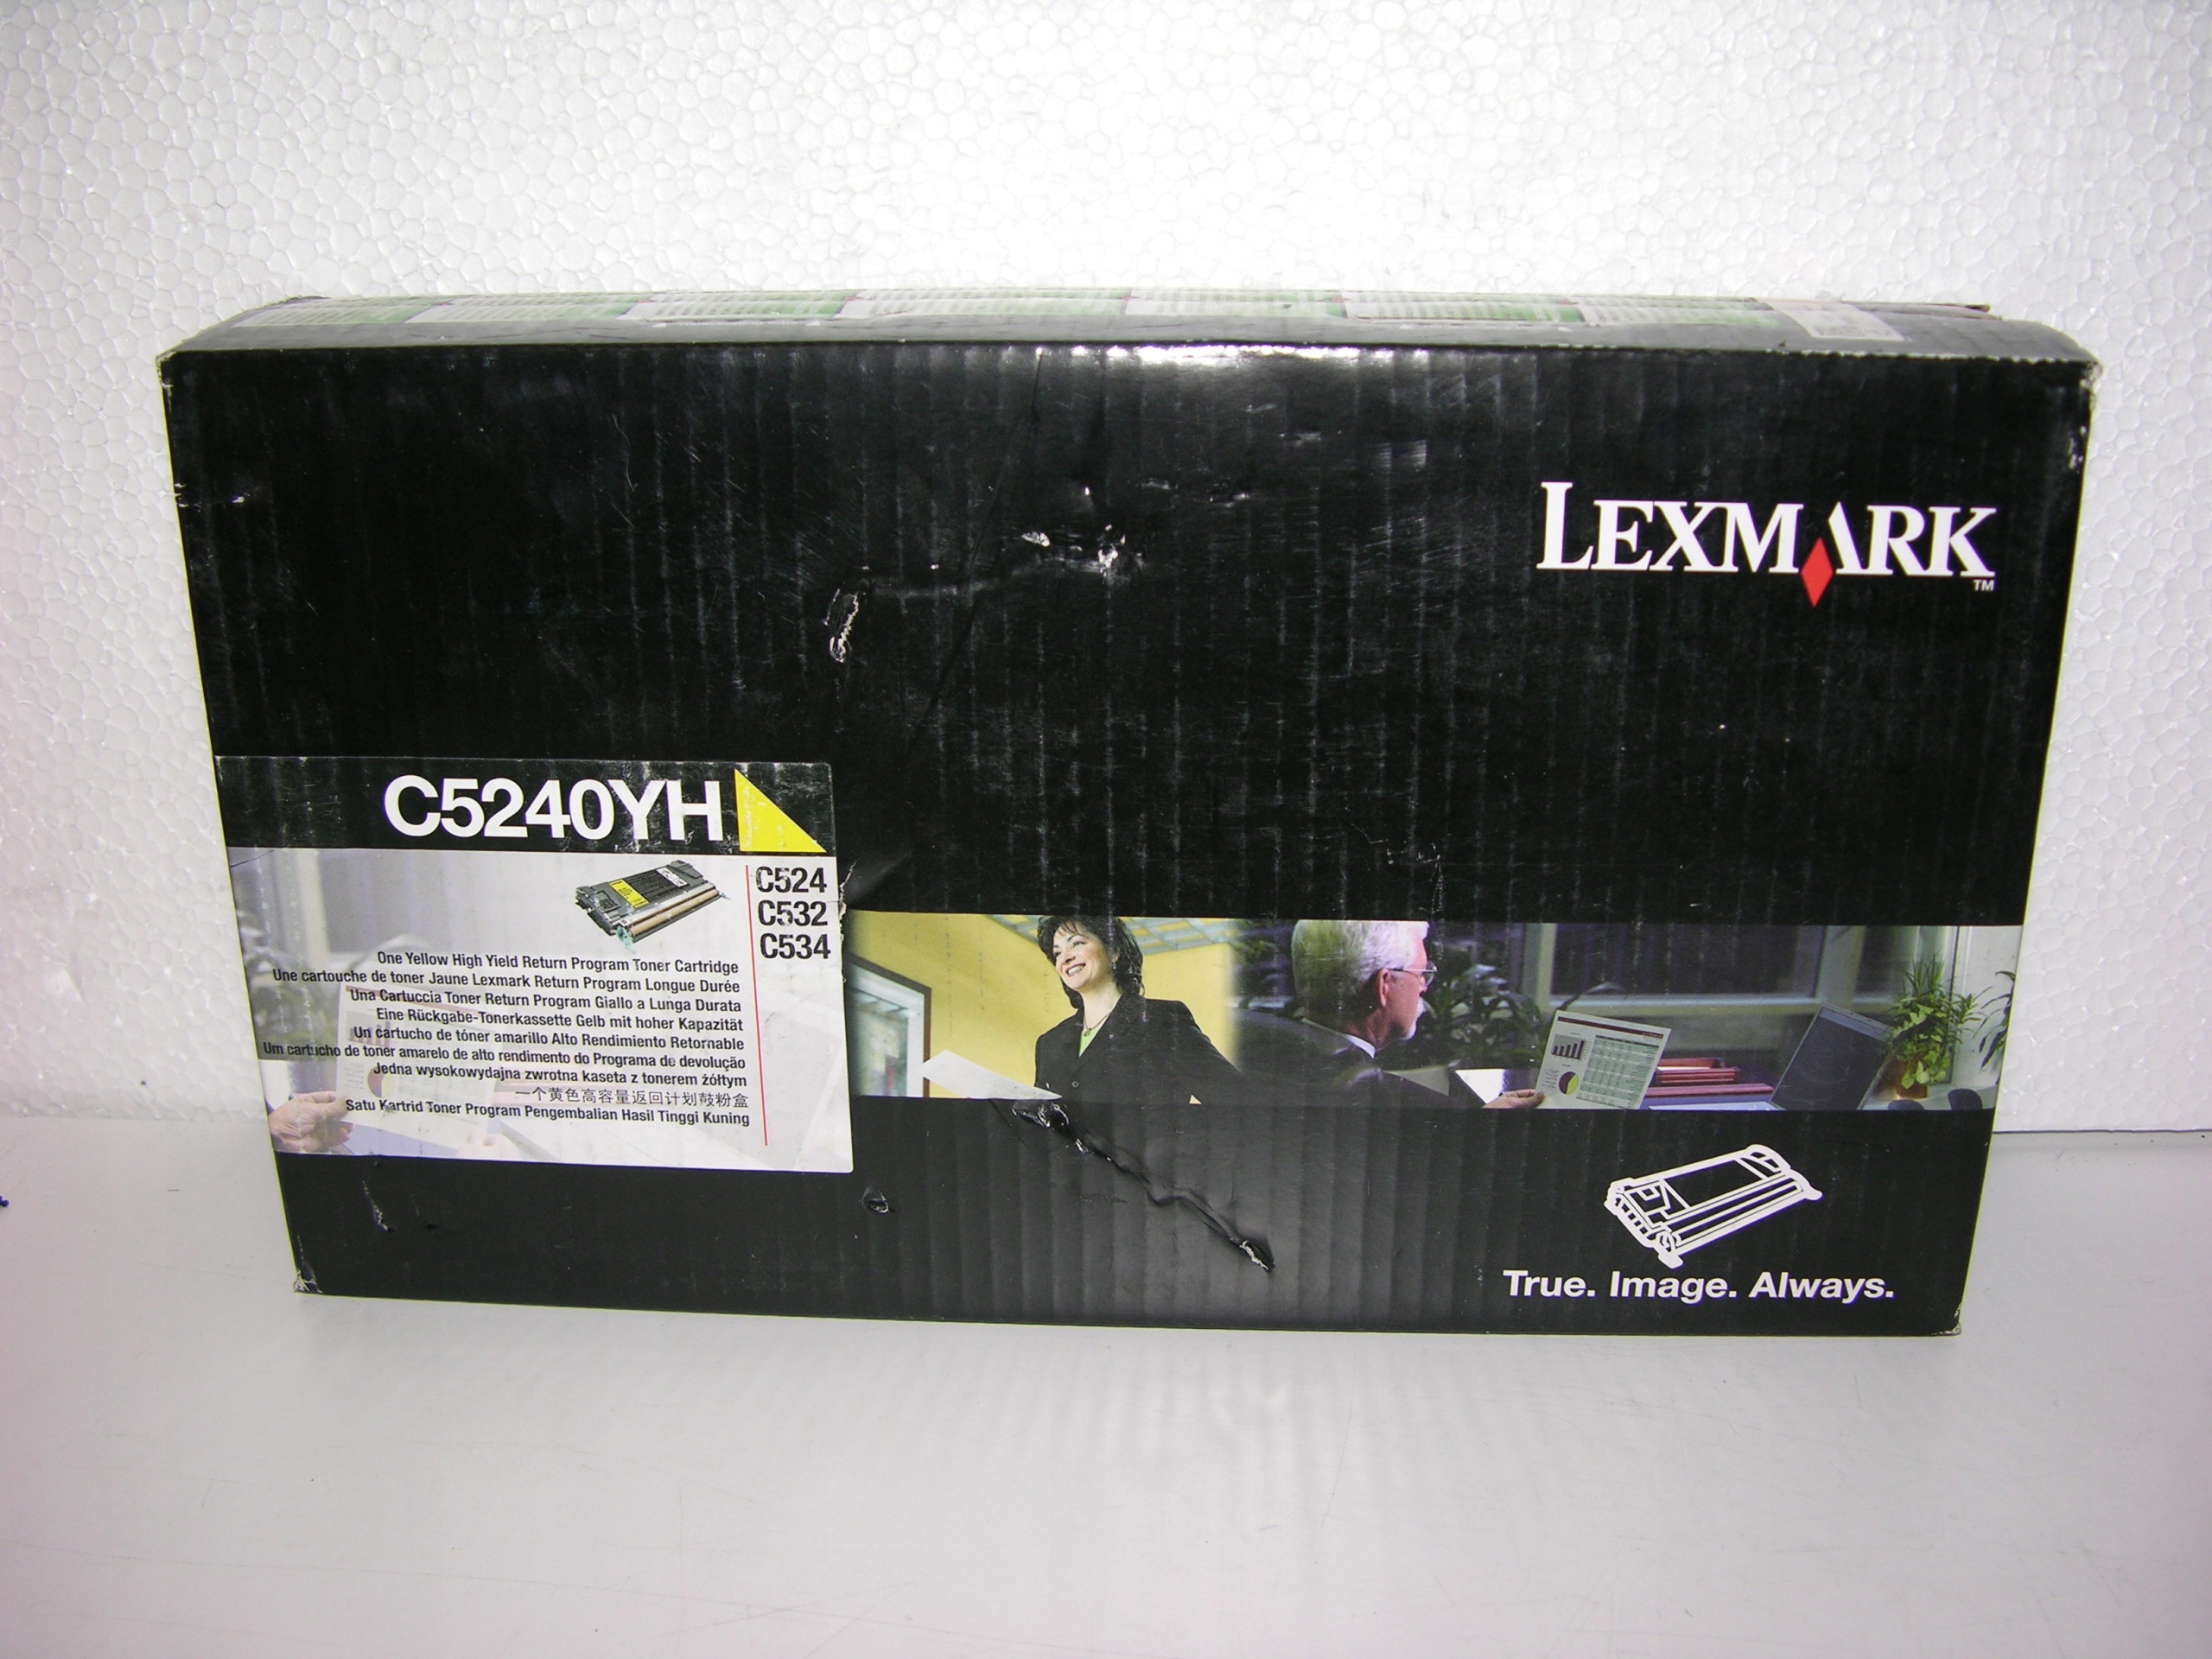 LEXMARK™
C5240YH
C524
C532
C534
One Yellow High Yield Return Program Toner Cartridge
Une cartouche de toner Jaune Lexmark Return Program Longue Durée
Una Cartuccia Toner Return Program Giallo a Lunga Durata
Eine Rückgabe-Tonerkassette Gelb mit hoher Kapazität
Un cartucho de tóner amarillo Alto Rendimiento Retornable
Um cartucho de toner amarelo de alto rendimento do Programa de devolução
Jedna wysokowydajna zwrotna kaseta z tonerem żółtym
一个黄色高容量返回计划鼓粉盒
Satu Kartrid Toner Program Pengembalian Hasil Tinggi Kuning
True. Image. Always.